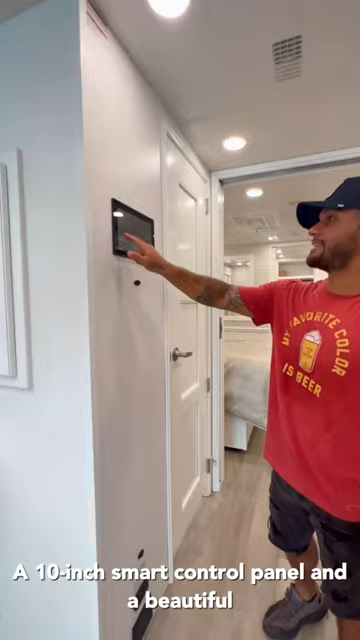 MY FAVORITE COLOR
IS BEER
A 10-inch smart control panel and
a beautiful